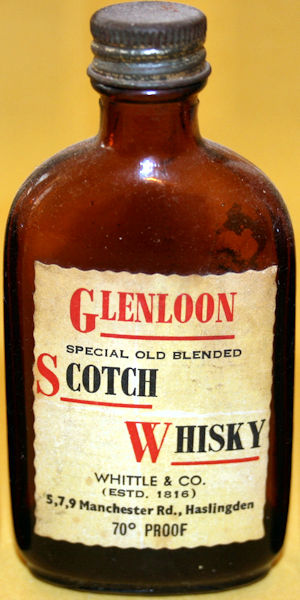 GLENLOON
SPECIAL OLD BLENDED
SCOTCH
WHISKY
WHITTLE & CO.
(ESTD. 1816)
5,7,9 Manchester Rd., Haslingden
70° PROOF